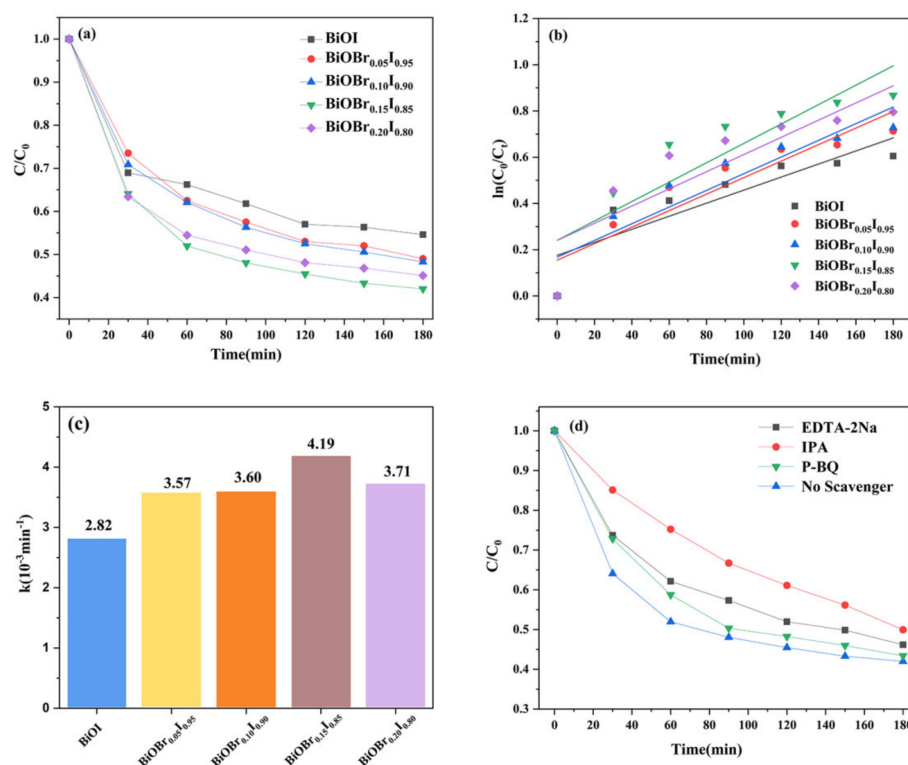 (a)
BiOI
BiOBr0.05I0.95
BiOBr0.10I0.90
BiOBr0.15I0.85
BiOBr0.20I0.80
C/C0
1.0
0.9
0.8
0.7
0.6
0.5
0.4
0 20 40 60 80 100 120 140 160 180
Time(min)
(b)
ln(C0/Ct)
1.2
1.0
0.8
0.6
0.4
0.2
0.0
BiOI
BiOBr0.05I0.95
BiOBr0.10I0.90
BiOBr0.15I0.85
BiOBr0.20I0.80
0 20 40 60 80 100 120 140 160 180
Time(min)
(c)
k(10-3min-1)
5
4
3
2
1
0
2.82
3.57
3.60
4.19
3.71
BiOI
BiOBr0.05I0.95
BiOBr0.10I0.90
BiOBr0.15I0.85
BiOBr0.20I0.80
(d)
EDTA-2Na
IPA
P-BQ
No Scavenger
C/C0
1.0
0.9
0.8
0.7
0.6
0.5
0.4
0.3
0 20 40 60 80 100 120 140 160 180
Time(min)